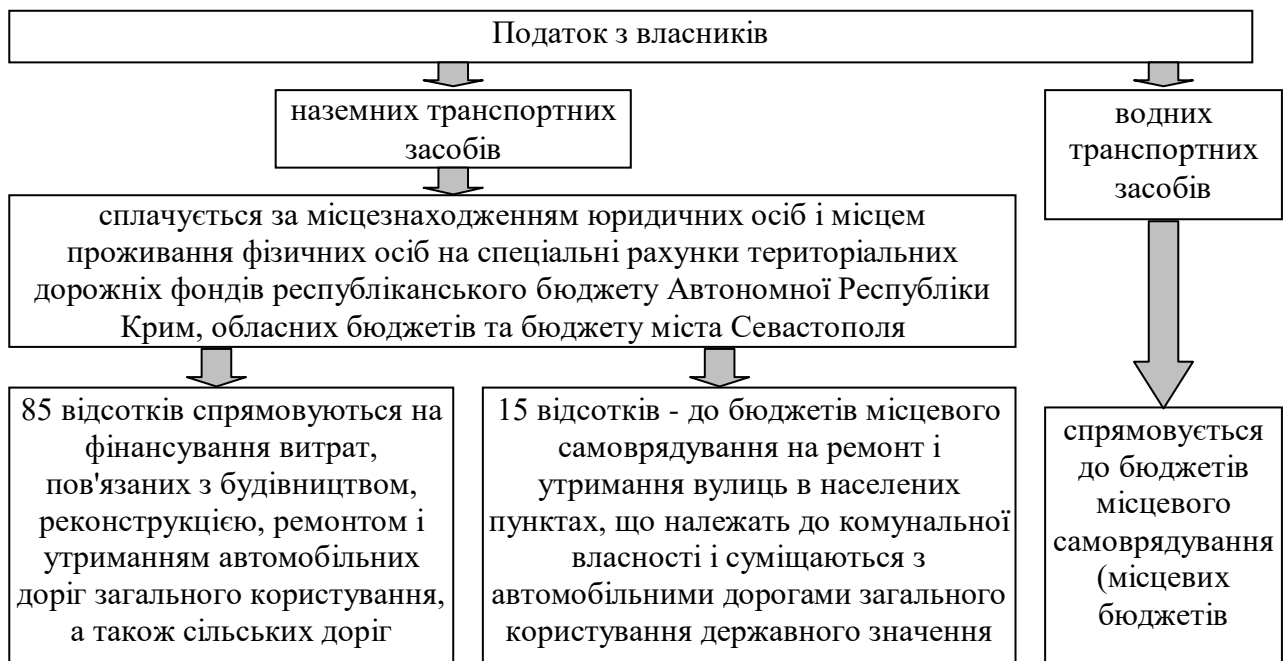 Податок з власників
наземних транспортних
засобів
водних
транспортних
засобів
сплачується за місцезнаходженням юридичних осіб і місцем
проживання фізичних осіб на спеціальні рахунки територіальних
дорожніх фондів республіканського бюджету Автономної Республіки
Крим, обласних бюджетів та бюджету міста Севастополя
85 відсотків спрямовуються на
фінансування витрат,
пов'язаних з будівництвом,
реконструкцією, ремонтом і
утриманням автомобільних
доріг загального користування,
а також сільських доріг
15 відсотків - до бюджетів місцевого
самоврядування на ремонт і
утримання вулиць в населених
пунктах, що належать до комунальної
власності і суміщаються з
автомобільними дорогами загального
користування державного значення
спрямовується
до бюджетів
місцевого
самоврядування
(місцевих
бюджетів